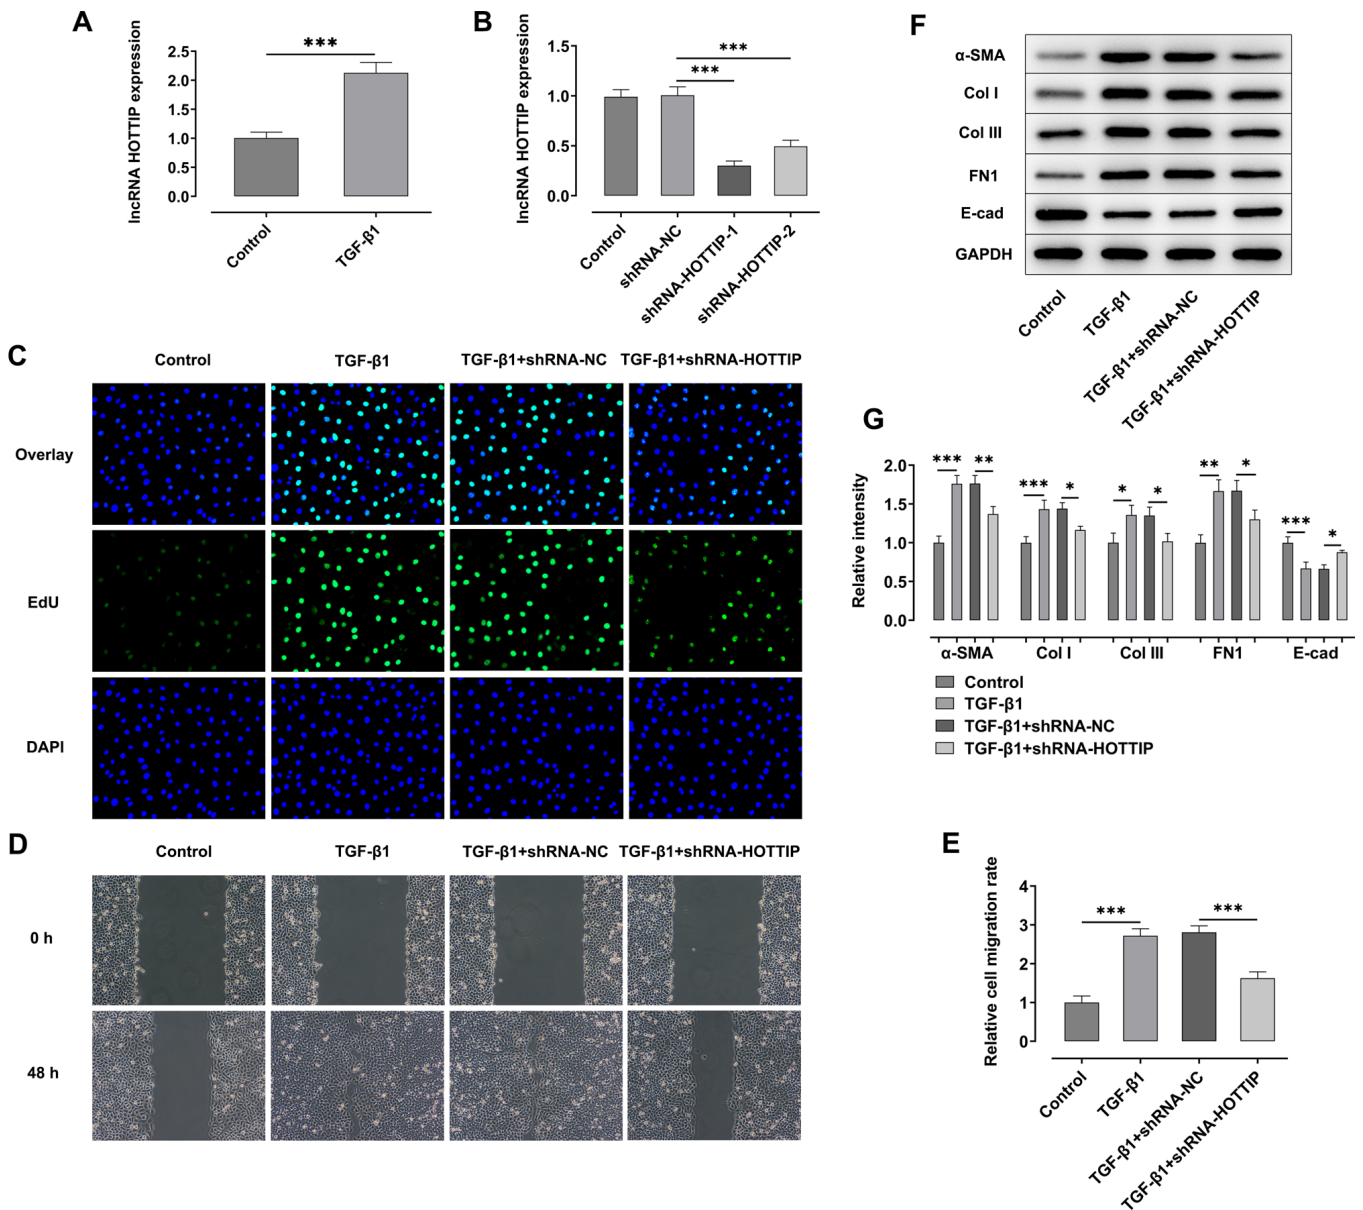 A
lncRNA HOTTIP expression
2.5
2.0
1.5
1.0
0.5
0.0
***
Control
TGF-β1
B
lncRNA HOTTIP expression
1.5
1.0
0.5
0.0
***
***
Control
shRNA-NC
shRNA-HOTTIP-1
shRNA-HOTTIP-2
F
α-SMA
Col I
Col III
FN1
E-cad
GAPDH
Control
TGF-β1
TGF-β1+shRNA-NC
TGF-β1+shRNA-HOTTIP
C
Control TGF-β1 TGF-β1+shRNA-NC TGF-β1+shRNA-HOTTIP
Overlay
EdU
DAPI
G
Relative intensity
2.0
1.5
1.0
0.5
0.0
*** ** *** * * * ** * *** *
α-SMA Col I Col III FN1 E-cad
Control
TGF-β1
TGF-β1+shRNA-NC
TGF-β1+shRNA-HOTTIP
D
Control TGF-β1 TGF-β1+shRNA-NC TGF-β1+shRNA-HOTTIP
0 h
48 h
E
Relative cell migration rate
4
3
2
1
0
*** ***
Control
TGF-β1
TGF-β1+shRNA-NC
TGF-β1+shRNA-HOTTIP